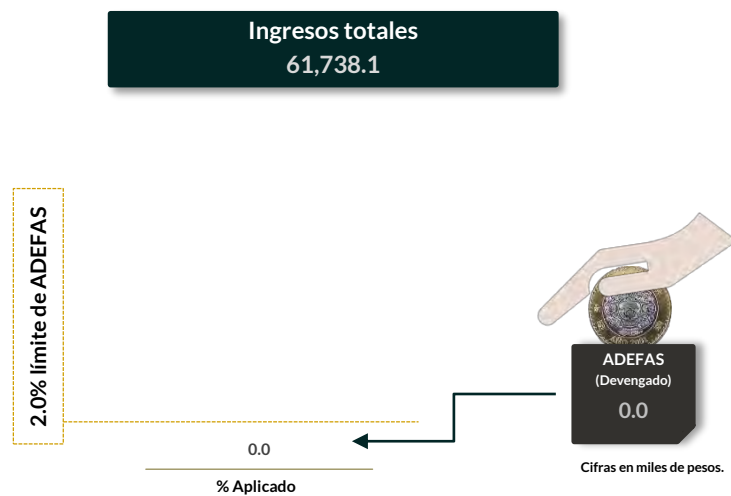 Ingresos totales
61,738.1
2.0% límite de ADEFAS
ADEFAS
(Devengado)
0.0
0.0
% Aplicado
Cifras en miles de pesos.